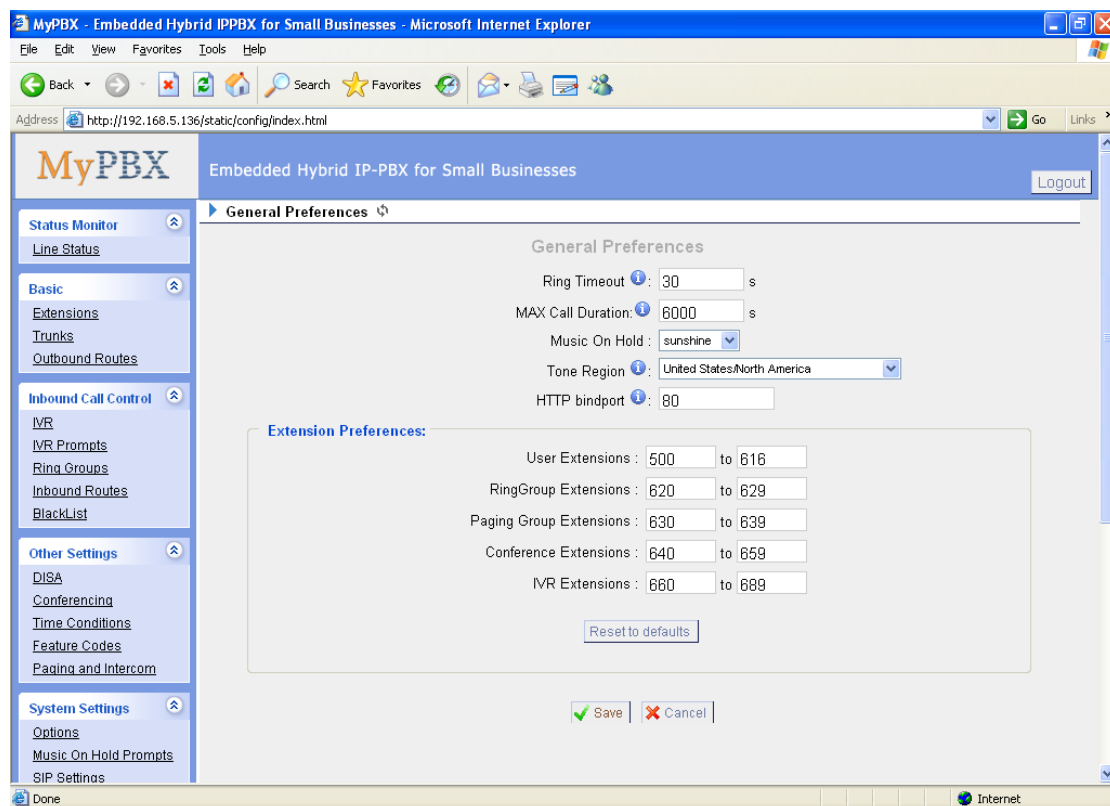 MyPBX - Embedded Hybrid IPPBX for Small Businesses - Microsoft Internet Explorer
File Edit View Favorites Tools Help
Back Search Favorites
Address http://192.168.5.136/static/config/index.html Go Links
MyPBX
Embedded Hybrid IP-PBX for Small Businesses
Logout
Status Monitor
Line Status
Basic
Extensions
Trunks
Outbound Routes
Inbound Call Control
IVR
IVR Prompts
Ring Groups
Inbound Routes
BlackList
Other Settings
DISA
Conferencing
Time Conditions
Feature Codes
Paging and Intercom
System Settings
Options
Music On Hold Prompts
SIP Settings
General Preferences
General Preferences
Ring Timeout : 30 s
MAX Call Duration: 6000 s
Music On Hold : sunshine
Tone Region : United States/North America
HTTP bindport : 80
Extension Preferences:
User Extensions : 500 to 616
RingGroup Extensions : 620 to 629
Paging Group Extensions : 630 to 639
Conference Extensions : 640 to 659
IVR Extensions : 660 to 689
Reset to defaults
Save Cancel
Done Internet